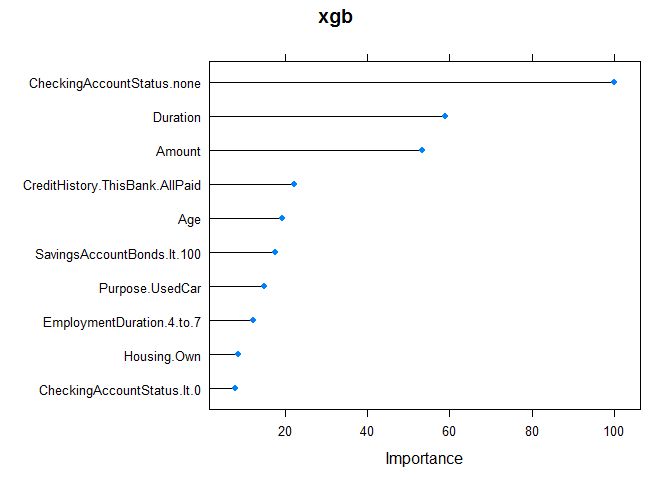 xgb
CheckingAccountStatus.none
Duration
Amount
CreditHistory.ThisBank.AllPaid
Age
SavingsAccountBonds.lt.100
Purpose.UsedCar
EmploymentDuration.4.to.7
Housing.Own
CheckingAccountStatus.lt.0
20 40 60 80 100
Importance